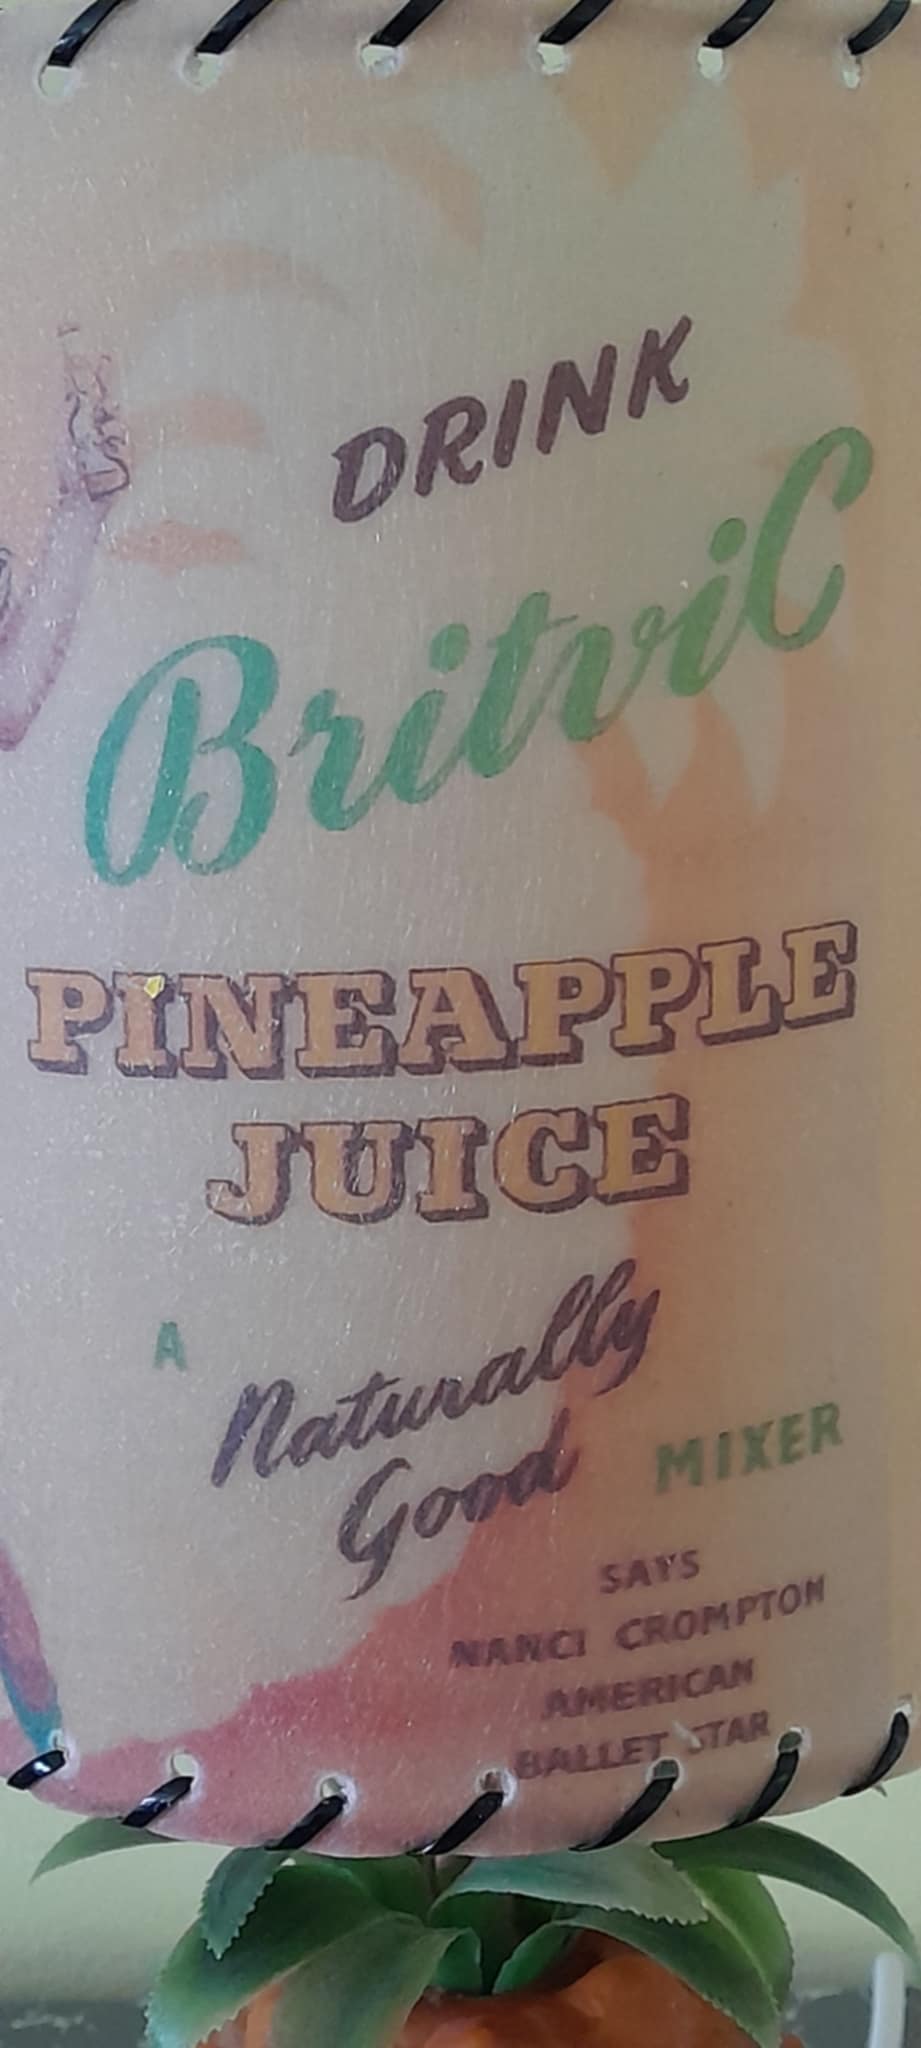 DRINK
BritviC
PINEAPPLE
JUICE
A
Naturally
Good MIXER
SAYS
NANCI CROMPTON
AMERICAN
BALLET STAR